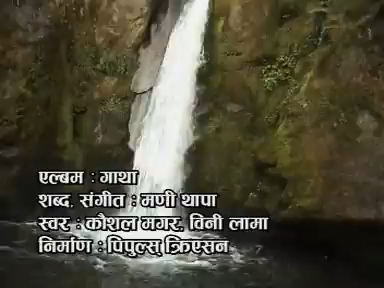 एल्बम : गाथा
शब्द, संगीत : मणी थापा
स्वर : कौशल मगर, विनी लामा
निर्माण : पिपुल्स् क्रिएसन